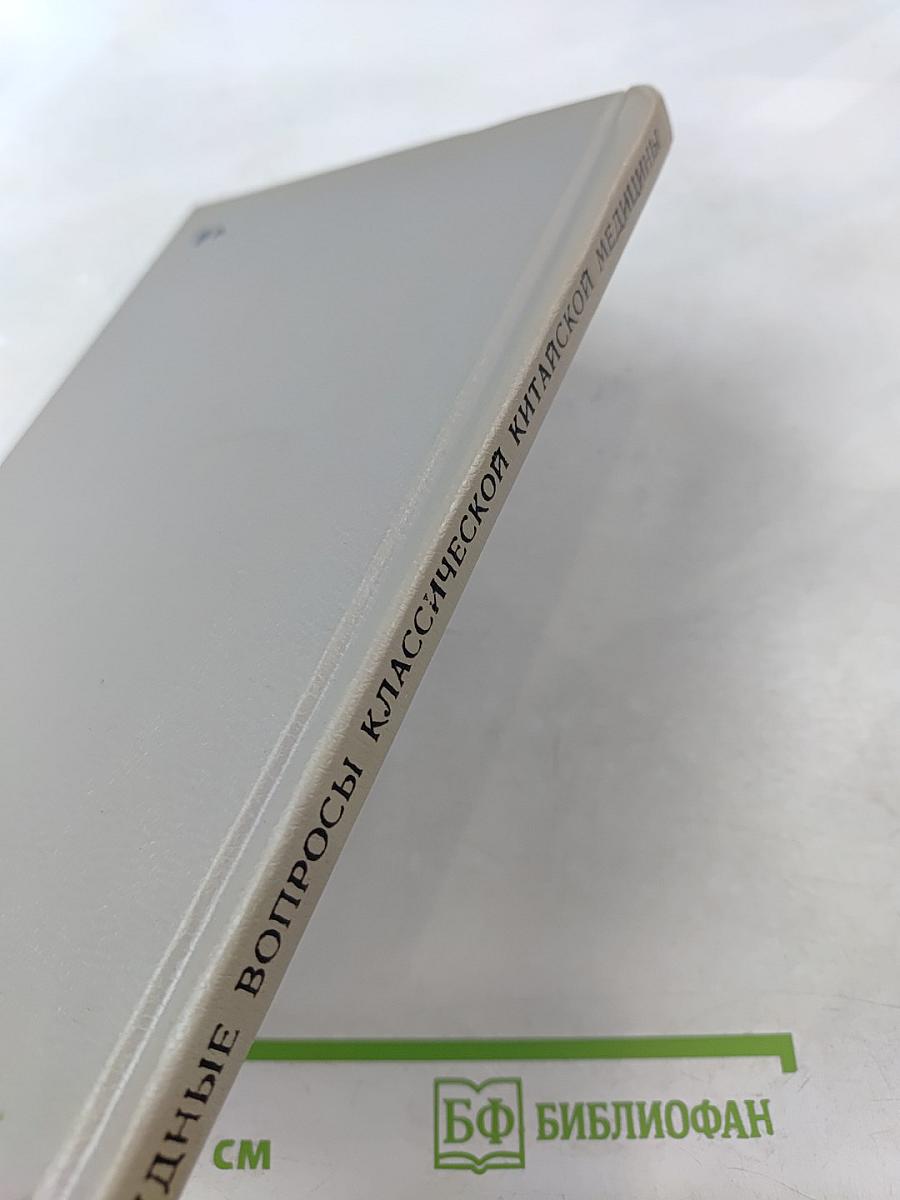 ДНЫЕ ВОПРОСЫ КЛАССИЧЕСКОЙ КИТАЙСКОЙ МЕДИЦИНЫ
см
БФ БИБЛИОФАН